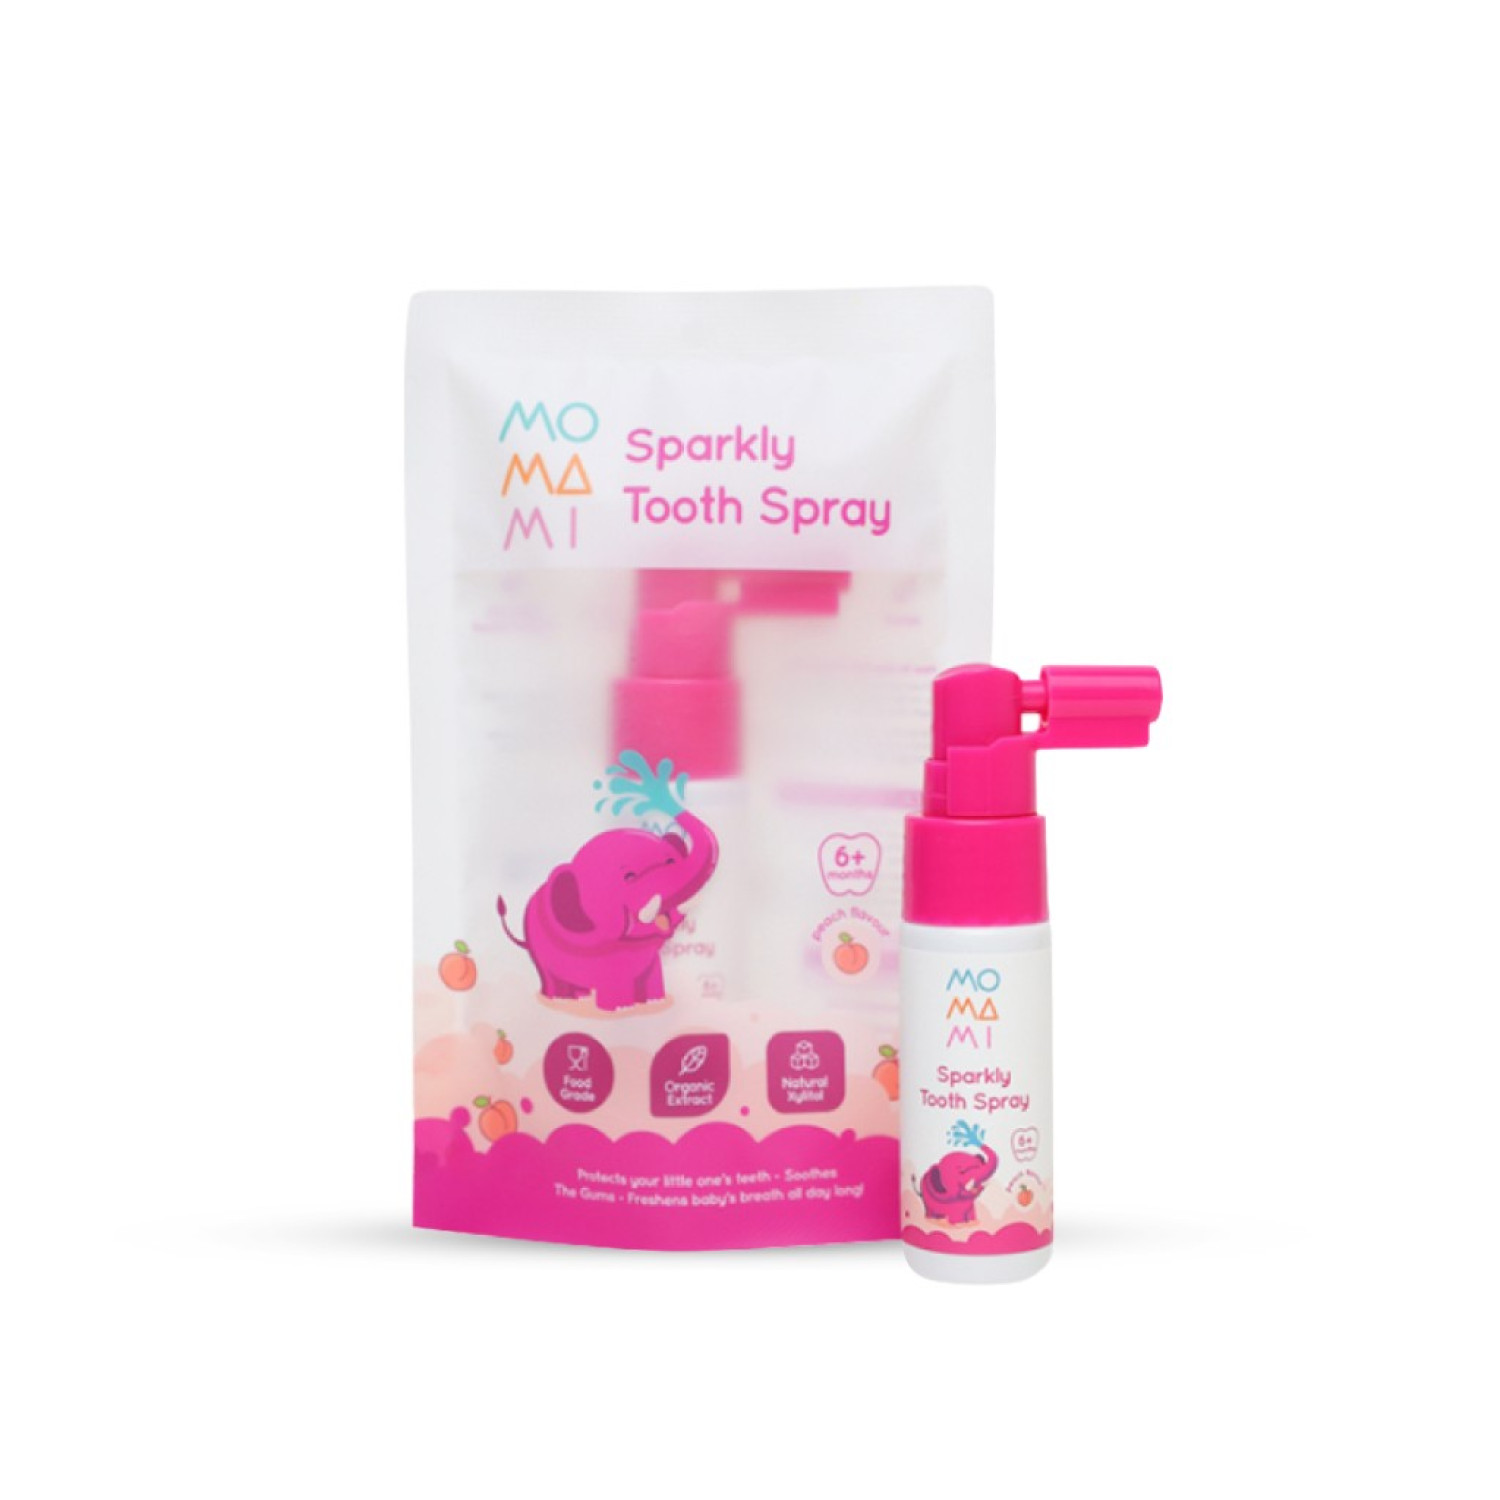 MO
MA
MI
Sparkly
Tooth Spray
6+
months
peach flavour
Food
Grade
Organic
Extract
Natural
Xylitol
Protects your little one's teeth - Soothes
The Gums - Freshens baby's breath all day long!
MO
MA
MI
Sparkly
Tooth Spray
6+